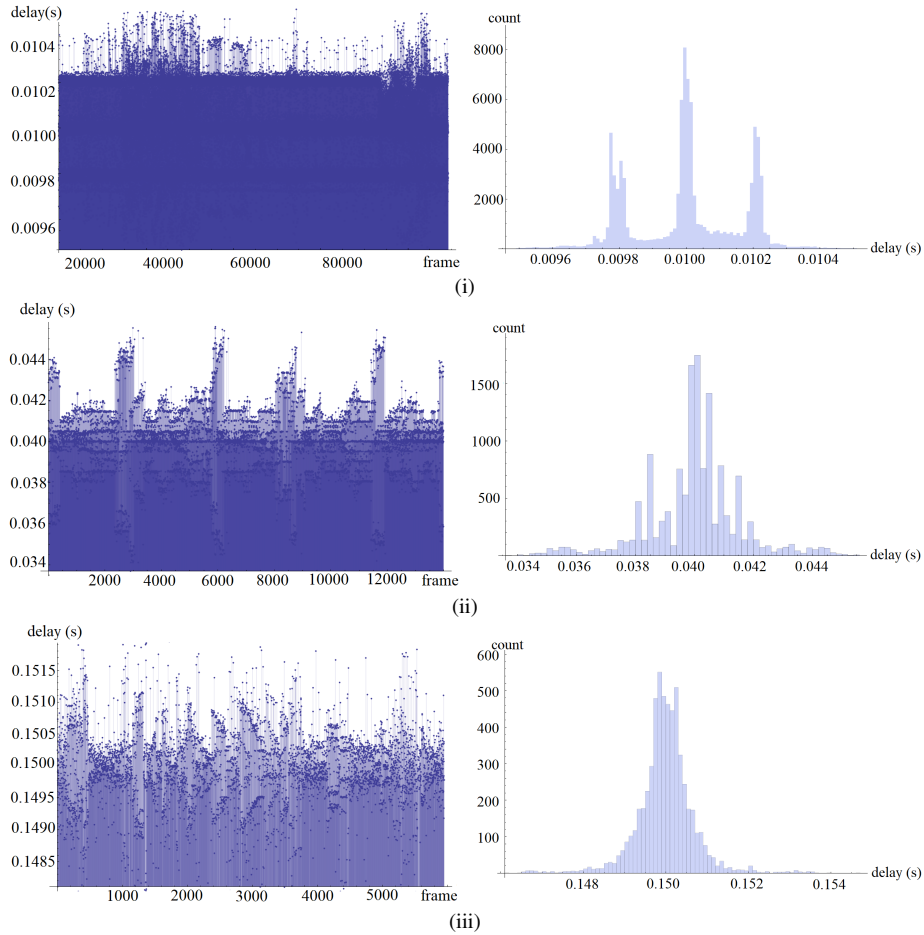 delay(s)
0.0104
0.0102
0.0100
0.0098
0.0096
20000 40000 60000 80000 frame
count
8000
6000
4000
2000
0.0096 0.0098 0.0100 0.0102 0.0104 delay (s)
(i)
delay (s)
0.044
0.042
0.040
0.038
0.036
0.034
2000 4000 6000 8000 10000 12000 frame
count
1500
1000
500
0.034 0.036 0.038 0.040 0.042 0.044 delay (s)
(ii)
delay (s)
0.1515
0.1510
0.1505
0.1500
0.1495
0.1490
0.1485
1000 2000 3000 4000 5000 frame
count
600
500
400
300
200
100
0.148 0.150 0.152 0.154 delay (s)
(iii)